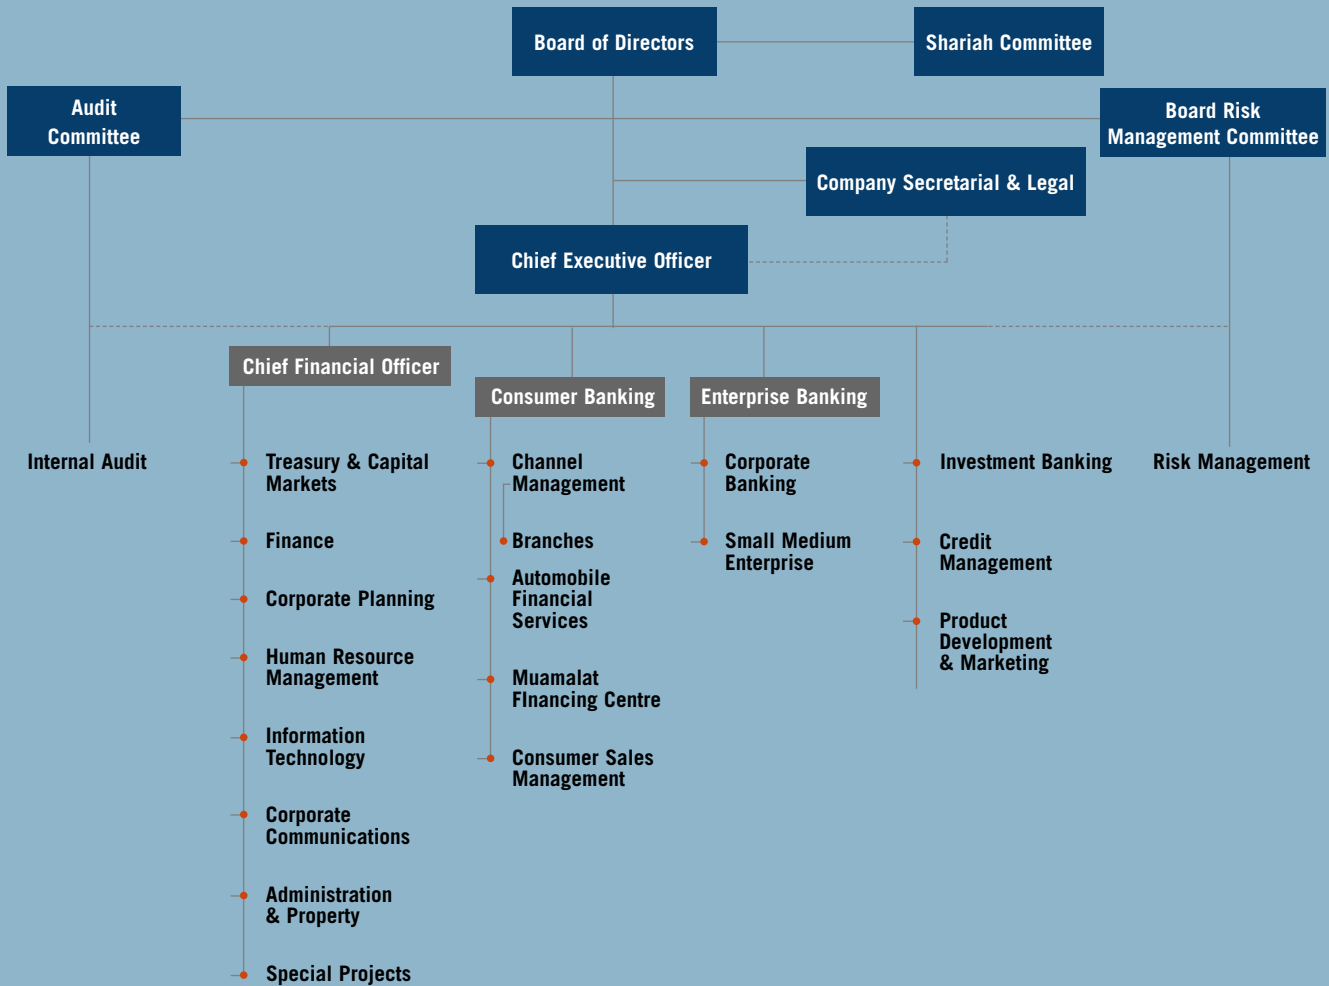 Board of Directors
Shariah Committee
Audit
Committee
Board Risk
Management Committee
Company Secretarial & Legal
Chief Executive Officer
Chief Financial Officer
Consumer Banking
Enterprise Banking
Internal Audit
Treasury & Capital
Markets
Finance
Corporate Planning
Human Resource
Management
Information
Technology
Corporate
Communications
Administration
& Property
Special Projects
Channel
Management
Branches
Automobile
Financial
Services
Muamalat
FInancing Centre
Consumer Sales
Management
Corporate
Banking
Small Medium
Enterprise
Investment Banking
Credit
Management
Product
Development
& Marketing
Risk Management